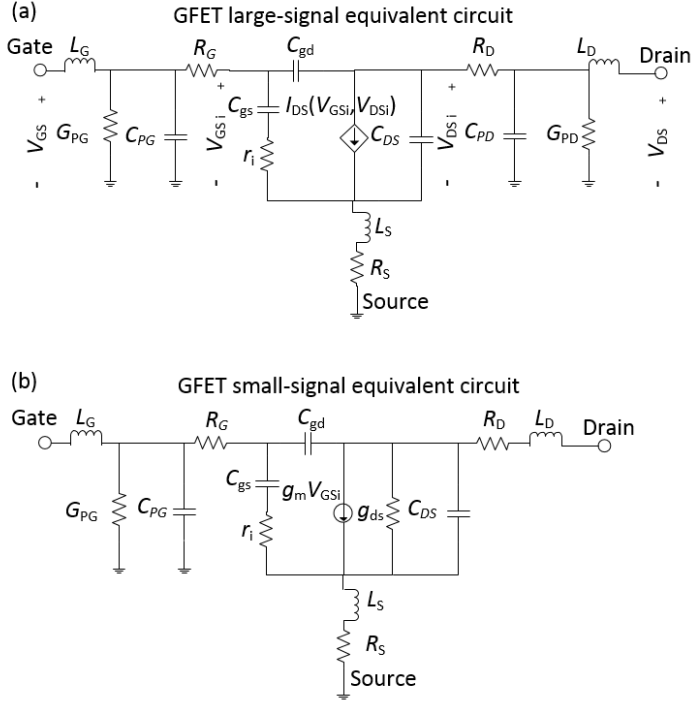 (a)
GFET large-signal equivalent circuit
Gate
LG
RG
Cgd
RD
LD
Drain
+
VGS
-
GPG
CPG
+
VGSi
-
Cgs
ri
IDS(VGSi,VDSi)
CDS
+
VDSi
-
CPD
GPD
+
VDS
-
LS
RS
Source
(b)
GFET small-signal equivalent circuit
Gate
LG
RG
Cgd
RD
LD
Drain
GPG
CPG
Cgs
ri
gmVGSi
gds
CDS
LS
RS
Source